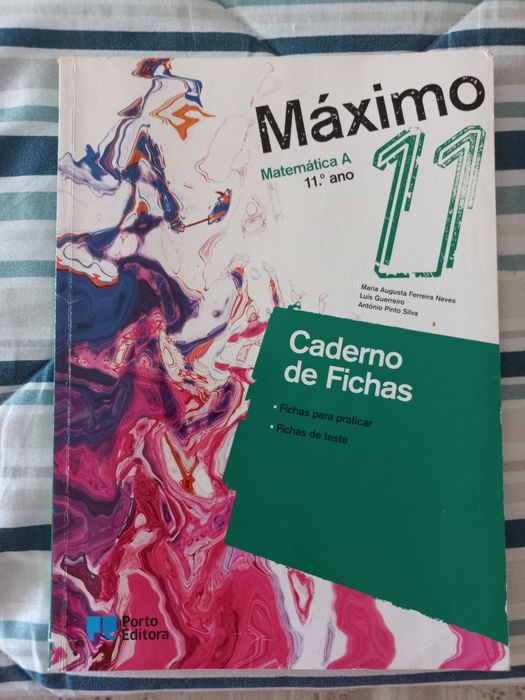 Máximo
Matemática A
11.º ano
11
Maria Augusta Ferreira Neves
Luís Guerreiro
António Pinto Silva
Caderno
de Fichas
• Fichas para praticar
• Fichas de teste
Porto
Editora